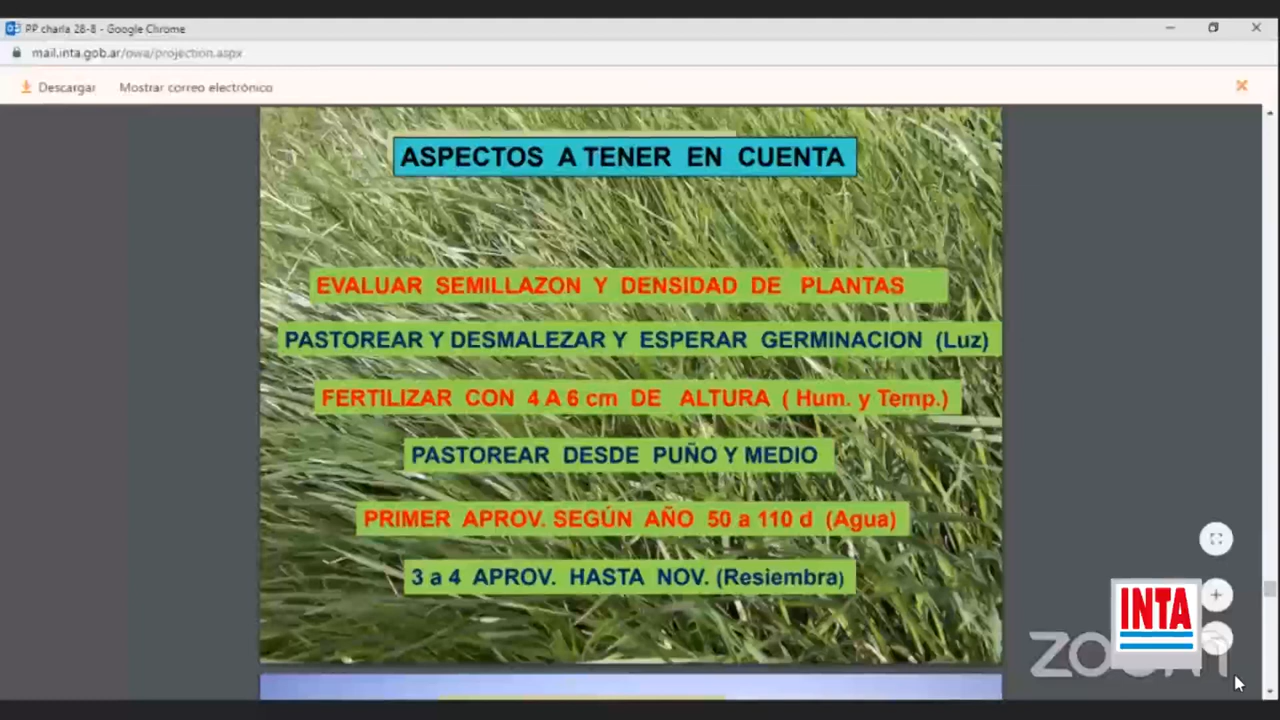 PP charla 28-8 - Google Chrome
mail.inta.gob.ar/owa/projection.aspx
Descargar Mostrar correo electrónico
ASPECTOS A TENER EN CUENTA
EVALUAR SEMILLAZON Y DENSIDAD DE PLANTAS
PASTOREAR Y DESMALEZAR Y ESPERAR GERMINACION (Luz)
FERTILIZAR CON 4 A 6 cm DE ALTURA ( Hum. y Temp.)
PASTOREAR DESDE PUÑO Y MEDIO
PRIMER APROV. SEGÚN AÑO 50 a 110 d (Agua)
3 a 4 APROV. HASTA NOV. (Resiembra)
INTA
zoom